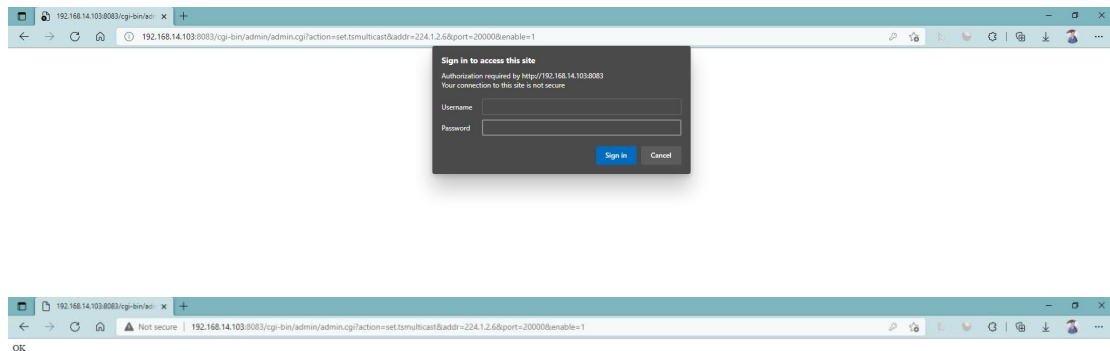 192.168.14.103:8083/cgi-bin/adm
192.168.14.103:8083/cgi-bin/admin/admin.cgi?action=set.tsmulticast&addr=224.1.2.6&port=20000&enable=1
Sign in to access this site
Authorization required by http://192.168.14.103:8083
Your connection to this site is not secure
Username
Password
Sign in Cancel
192.168.14.103:8083/cgi-bin/ad
Not secure | 192.168.14.103:8083/cgi-bin/admin/admin.cgi?action=set.tsmulticast&addr=224.1.2.6&port=20000&enable=1
OK